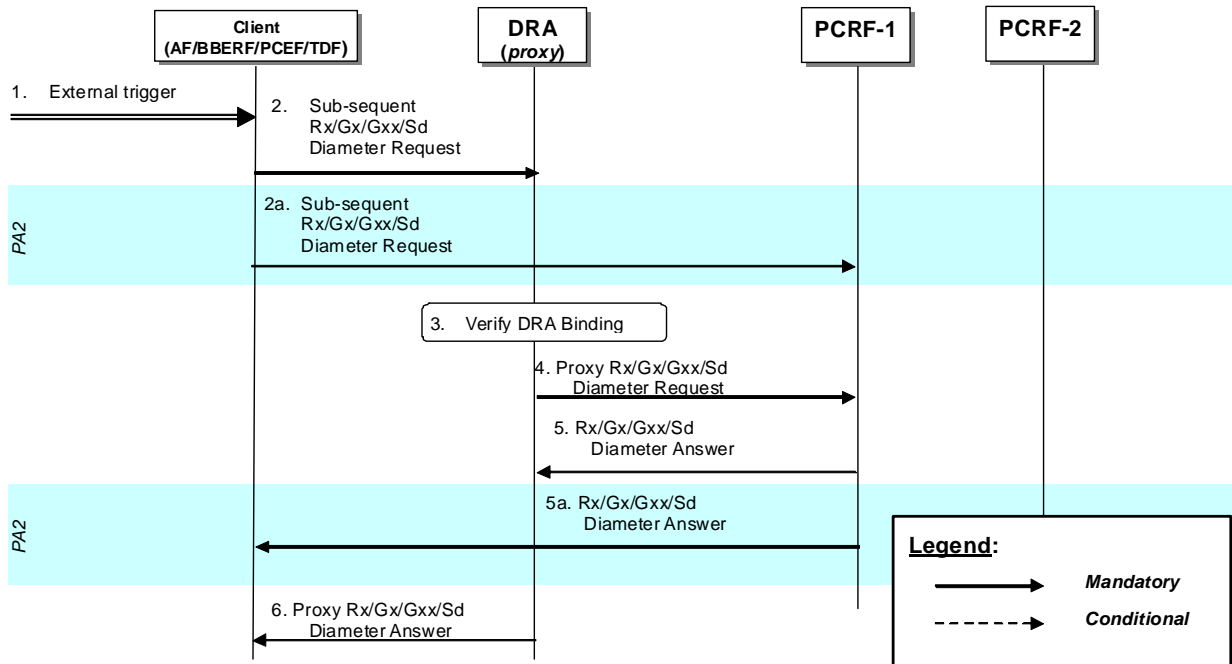 Client
(AF/BBERF/PCEF/TDF)
DRA
(proxy)
PCRF-1
PCRF-2
1. External trigger
2. Sub-sequent
Rx/Gx/Gxx/Sd
Diameter Request
PA2
2a. Sub-sequent
Rx/Gx/Gxx/Sd
Diameter Request
3. Verify DRA Binding
4. Proxy Rx/Gx/Gxx/Sd
Diameter Request
5. Rx/Gx/Gxx/Sd
Diameter Answer
PA2
5a. Rx/Gx/Gxx/Sd
Diameter Answer
6. Proxy Rx/Gx/Gxx/Sd
Diameter Answer
Legend:
Mandatory
Conditional